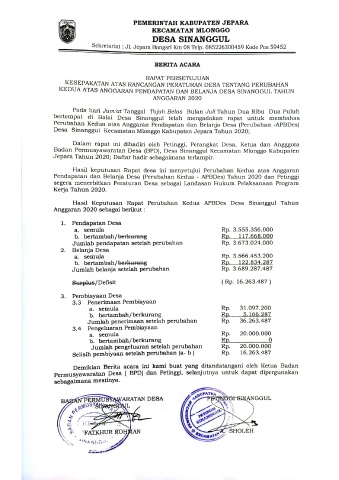 PEMERINTAH KABUPATEN JEPARA
KECAMATAN MLONGGO
DESA SINANGGUL
Sekretariat : Jl. Jepara Bangsri Km 08 Telp. 085226300459 Kode Pos 59452
BERITA ACARA
RAPAT PERSETUJUAN
KESEPAKATAN ATAS RANCANGAN PERATURAN DESA TENTANG PERUBAHAN
KEDUA ATAS ANGGARAN PENDAPATAN DAN BELANJA DESA SINANGGUL TAHUN
ANGGARAN 2020
Pada hari Jum'at Tanggal Tujuh Belas Bulan Juli Tahun Dua Ribu Dua Puluh
bertempat di Balai Desa Sinanggul telah mengadakan rapat untuk membahas
Perubahan Kedua atas Anggaran Pendapatan dan Belanja Desa (Perubahan -APBDes)
Desa Sinanggul Kecamatan Mlonggo Kabupaten Jepara Tahun 2020;
Dalam rapat ini dihadiri oleh Petinggi, Perangkat Desa, Ketua dan Anggota
Badan Permusyawaratan Desa (BPD), Desa Sinanggul Kecamatan Mlonggo Kabupaten
Jepara Tahun 2020; Daftar hadir sebagaimana terlampir.
Hasil keputusan Rapat desa ini menyetujui Perubahan Kedua atas Anggaran
Pendapatan dan Belanja Desa (Perubahan Kedua - APBDes) Tahun 2020 dan Petinggi
segera menerbitkan Peraturan Desa sebagai Landasan Hukum Pelaksanaan Program
Kerja Tahun 2020.
Hasil Keputusan Rapat Perubahan Kedua APBDes Desa Sinanggul Tahun
Anggaran 2020 sebagai berikut :
1. Pendapatan Desa
a. semula Rp. 3.555.356.000
b. bertambah/berkurang Rp. 117.668.000
Jumlah pendapatan setelah perubahan Rp. 3.673.024.000
2. Belanja Desa
a. semula Rp. 3.566.453.200
b. bertambah/berkurang Rp. 122.834.287
Jumlah belanja setelah perubahan Rp. 3.689.287.487
Surplus/Defisit ( Rp. 16.263.487 )
3. Pembiayaan Desa
3.3 Penerimaan Pembiayaan
a. semula Rp. 31.097.200
b. bertambah/berkurang Rp. 5.166.287
Jumlah penerimaan setelah perubahan Rp. 36.263.487
3.4 Pengeluaran Pembiayaan
a. semula Rp. 20.000.000
b. bertambah/berkurang Rp. 0
Jumlah pengeluaran setelah perubahan Rp. 20.000.000
Selisih pembiayaan setelah perubahan (a- b ) Rp. 16.263.487
Demikian Berita acara ini kami buat yang ditandatangani oleh Ketua Badan
Permusyawaratan Desa ( BPD) dan Petinggi, selanjutnya untuk dapat dipergunakan
sebagaimana mestinya.
BADAN PERMUSYAWARATAN DESA PETINGGI SINANGGUL
SINANGGUL
FATKHUR ROHMAN SHOLEH